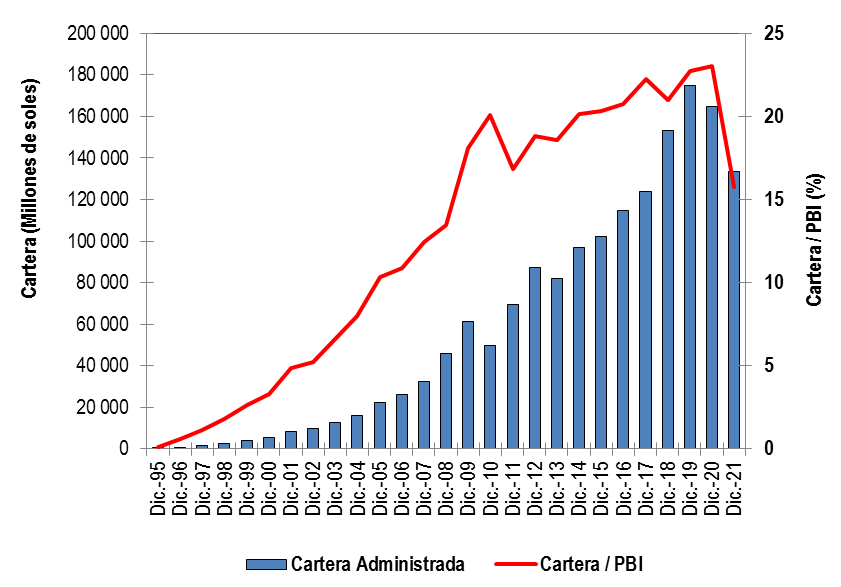 200 000
180 000
160 000
140 000
120 000
100 000
80 000
60 000
40 000
20 000
0
Cartera (Millones de soles)
25
20
15
10
5
0
Cartera / PBI (%)
Dic.-95
Dic.-96
Dic.-97
Dic.-98
Dic.-99
Dic.-00
Dic.-01
Dic.-02
Dic.-03
Dic.-04
Dic.-05
Dic.-06
Dic.-07
Dic.-08
Dic.-09
Dic.-10
Dic.-11
Dic.-12
Dic.-13
Dic.-14
Dic.-15
Dic.-16
Dic.-17
Dic.-18
Dic.-19
Dic.-20
Dic.-21
Cartera Administrada
Cartera / PBI